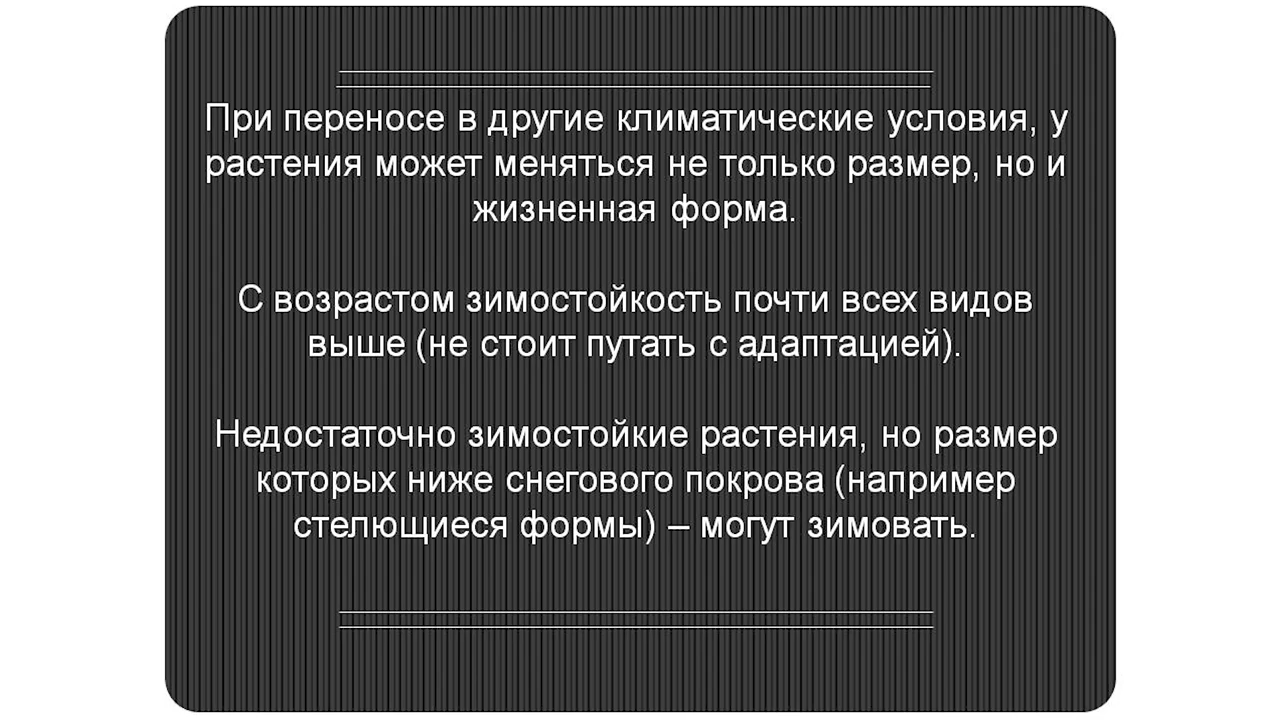 При переносе в другие климатические условия, у
растения может меняться не только размер, но и
жизненная форма.
С возрастом зимостойкость почти всех видов
выше (не стоит путать с адаптацией).
Недостаточно зимостойкие растения, но размер
которых ниже снегового покрова (например
стелющиеся формы) – могут зимовать.